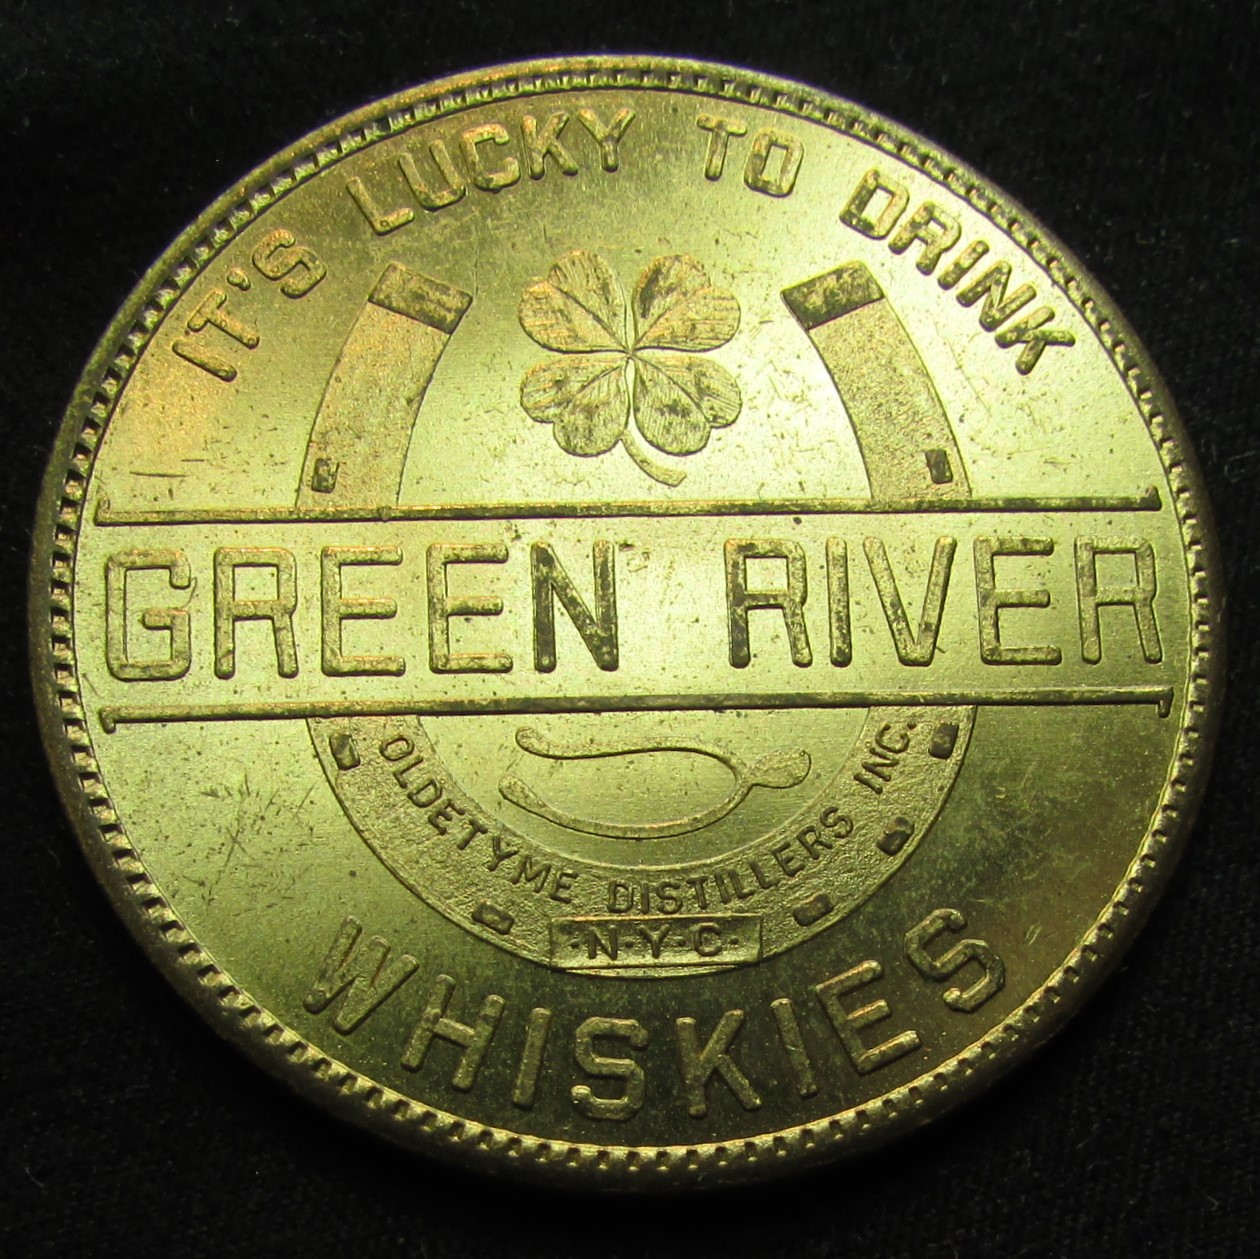 IT'S LUCKY TO DRINK
GREEN RIVER
OLDETYME DISTILLERS INC.
·N·Y·C·
WHISKIES